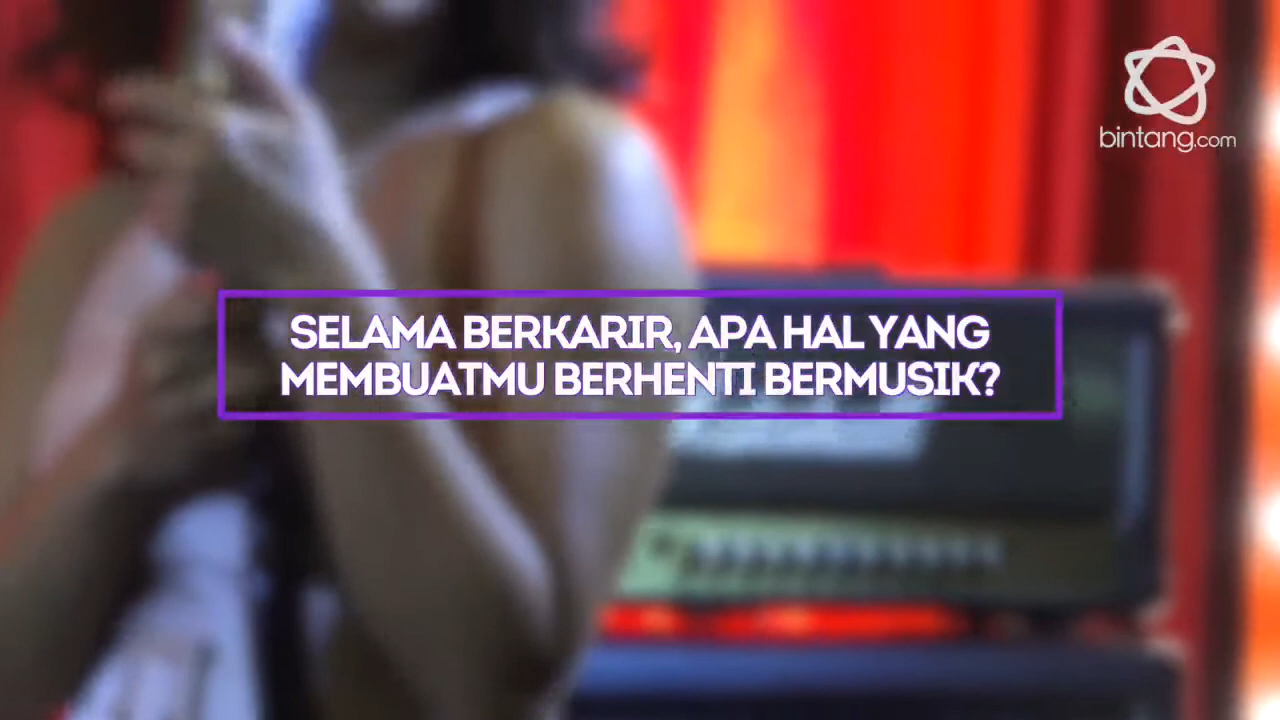 bintang.com
SELAMA BERKARIR, APA HAL YANG
MEMBUATMU BERHENTI BERMUSIK?